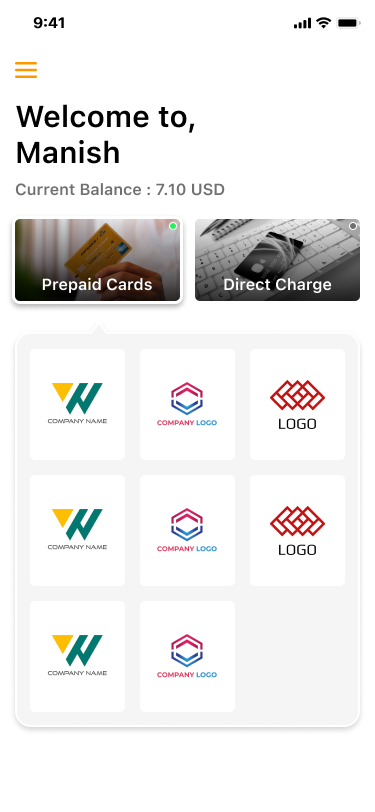 9:41
Welcome to,
Manish
Current Balance : 7.10 USD
Prepaid Cards
Direct Charge
COMPANY NAME
COMPANY LOGO
LOGO
COMPANY NAME
COMPANY LOGO
LOGO
COMPANY NAME
COMPANY LOGO